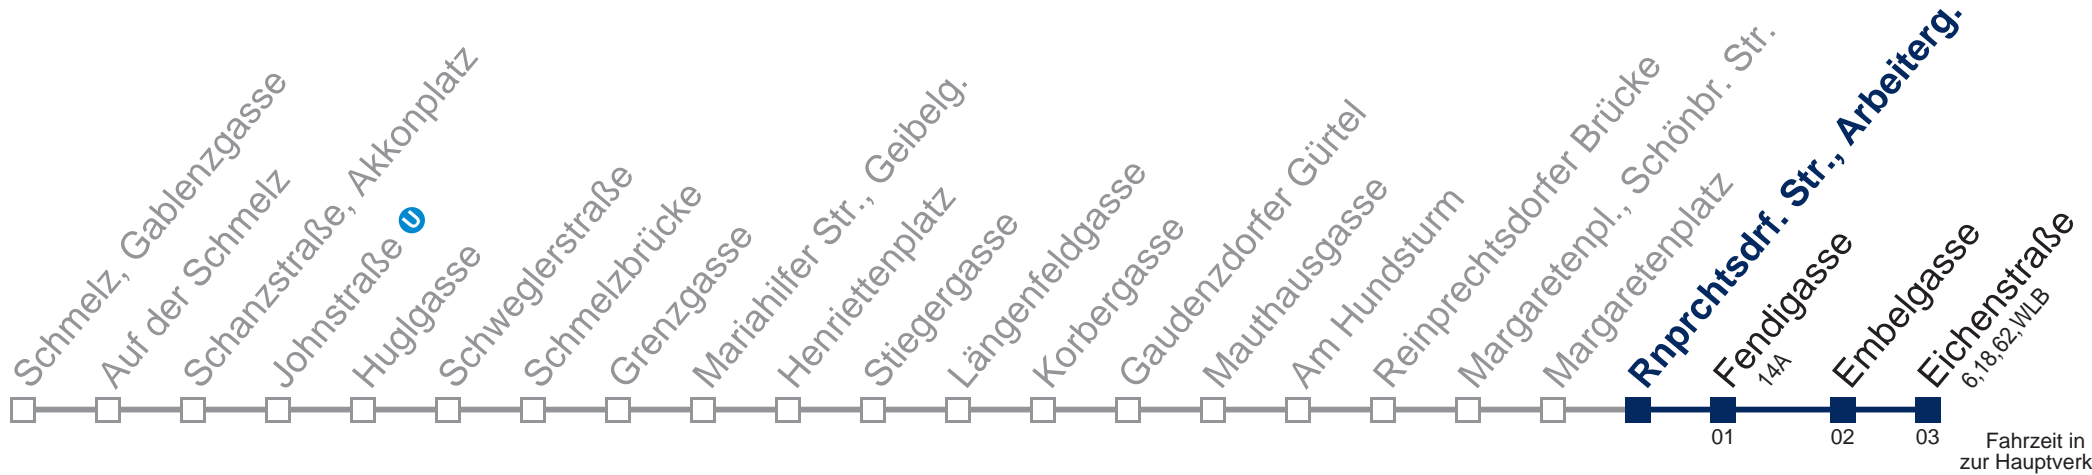 Schmelz, Gablenzgasse
Auf der Schmelz
Schanzstraße, Akkonplatz
Johnstraße U
Huglgasse
Schweglerstraße
Schmelzbrücke
Grenzgasse
Mariahilfer Str., Geibelg.
Henriettenplatz
Stiegergasse
Längenfeldgasse
Korbergasse
Gaudenzdorfer Gürtel
Mauthausgasse
Am Hundsturm
Reinprechtsdorfer Brücke
Margaretenpl., Schönbr. Str.
Margaretenplatz
Rnprchtsdrf. Str., Arbeiterg.
Fendigasse
14A
Embelgasse
Eichenstraße
6,18,62,WLB
01 02 03
Fahrzeit in
zur Hauptverk